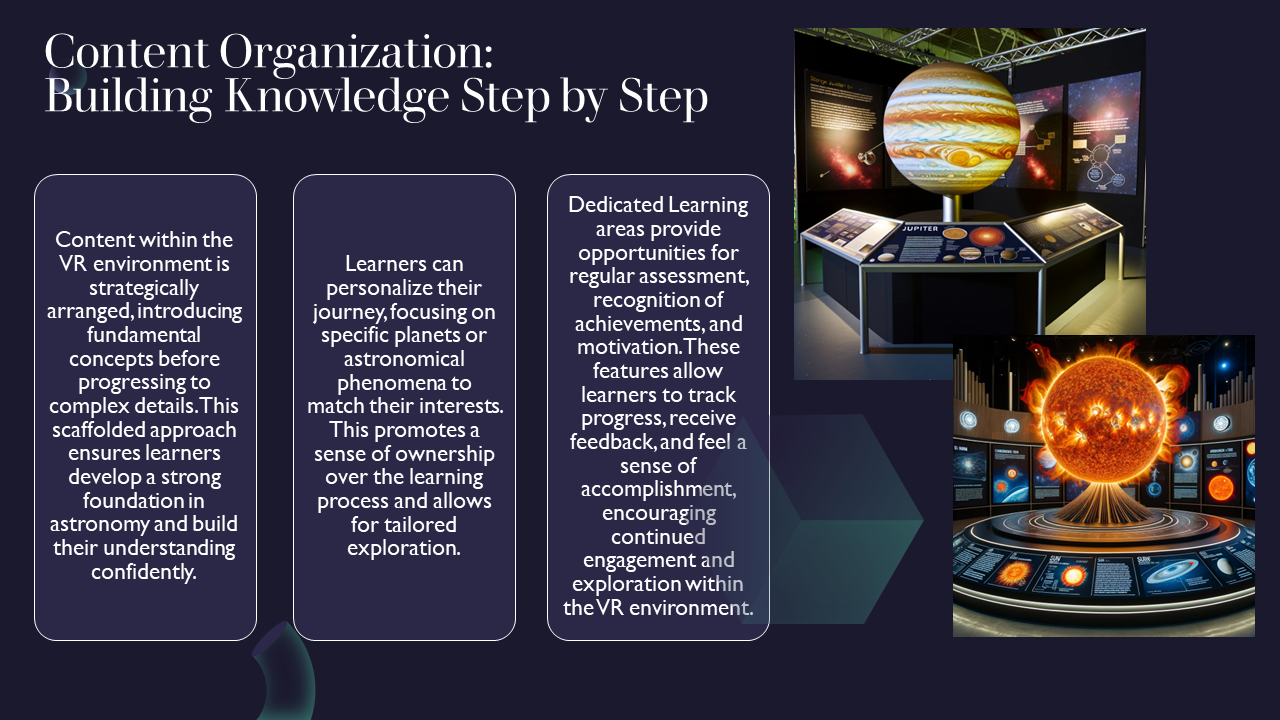 Content Organization:
Building Knowledge Step by Step
Content within the
VR environment is
strategically
arranged, introducing
fundamental
concepts before
progressing to
complex details. This
scaffolded approach
ensures learners
develop a strong
foundation in
astronomy and build
their understanding
confidently.
Learners can
personalize their
journey, focusing on
specific planets or
astronomical
phenomena to
match their interests.
This promotes a
sense of ownership
over the learning
process and allows
for tailored
exploration.
Dedicated Learning
areas provide
opportunities for
regular assessment,
recognition of
achievements, and
motivation. These
features allow
learners to track
progress, receive
feedback, and feel a
sense of
accomplishment,
encouraging
continued
engagement and
exploration within
the VR environment.
JUPITER
SUN